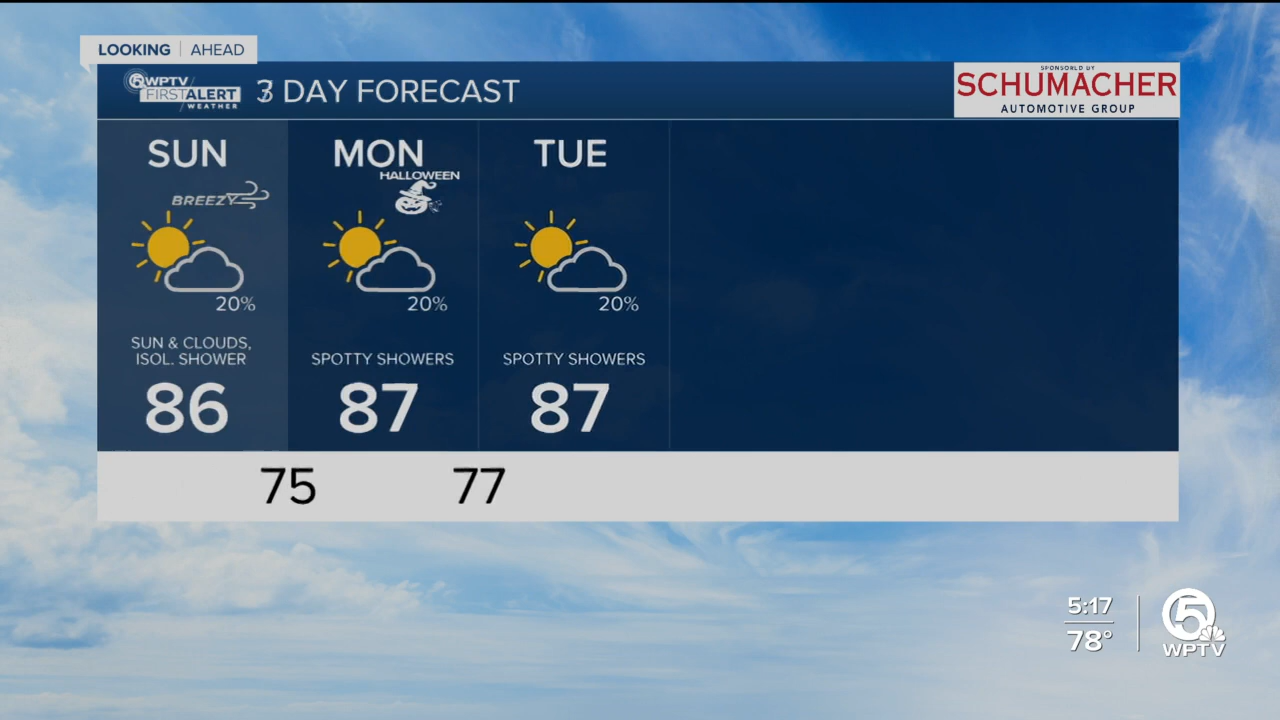 LOOKING | AHEAD
5 WPTV
FIRST ALERT
WEATHER
DAY FORECAST
SPONSORED BY
SCHUMACHER
AUTOMOTIVE GROUP
SUN
MON
TUE
BREEZY
HALLOWEEN
20%
20%
20%
SUN & CLOUDS,
ISOL. SHOWER
SPOTTY SHOWERS
SPOTTY SHOWERS
86
87
87
75
77
5:17
78°
5
WPTV